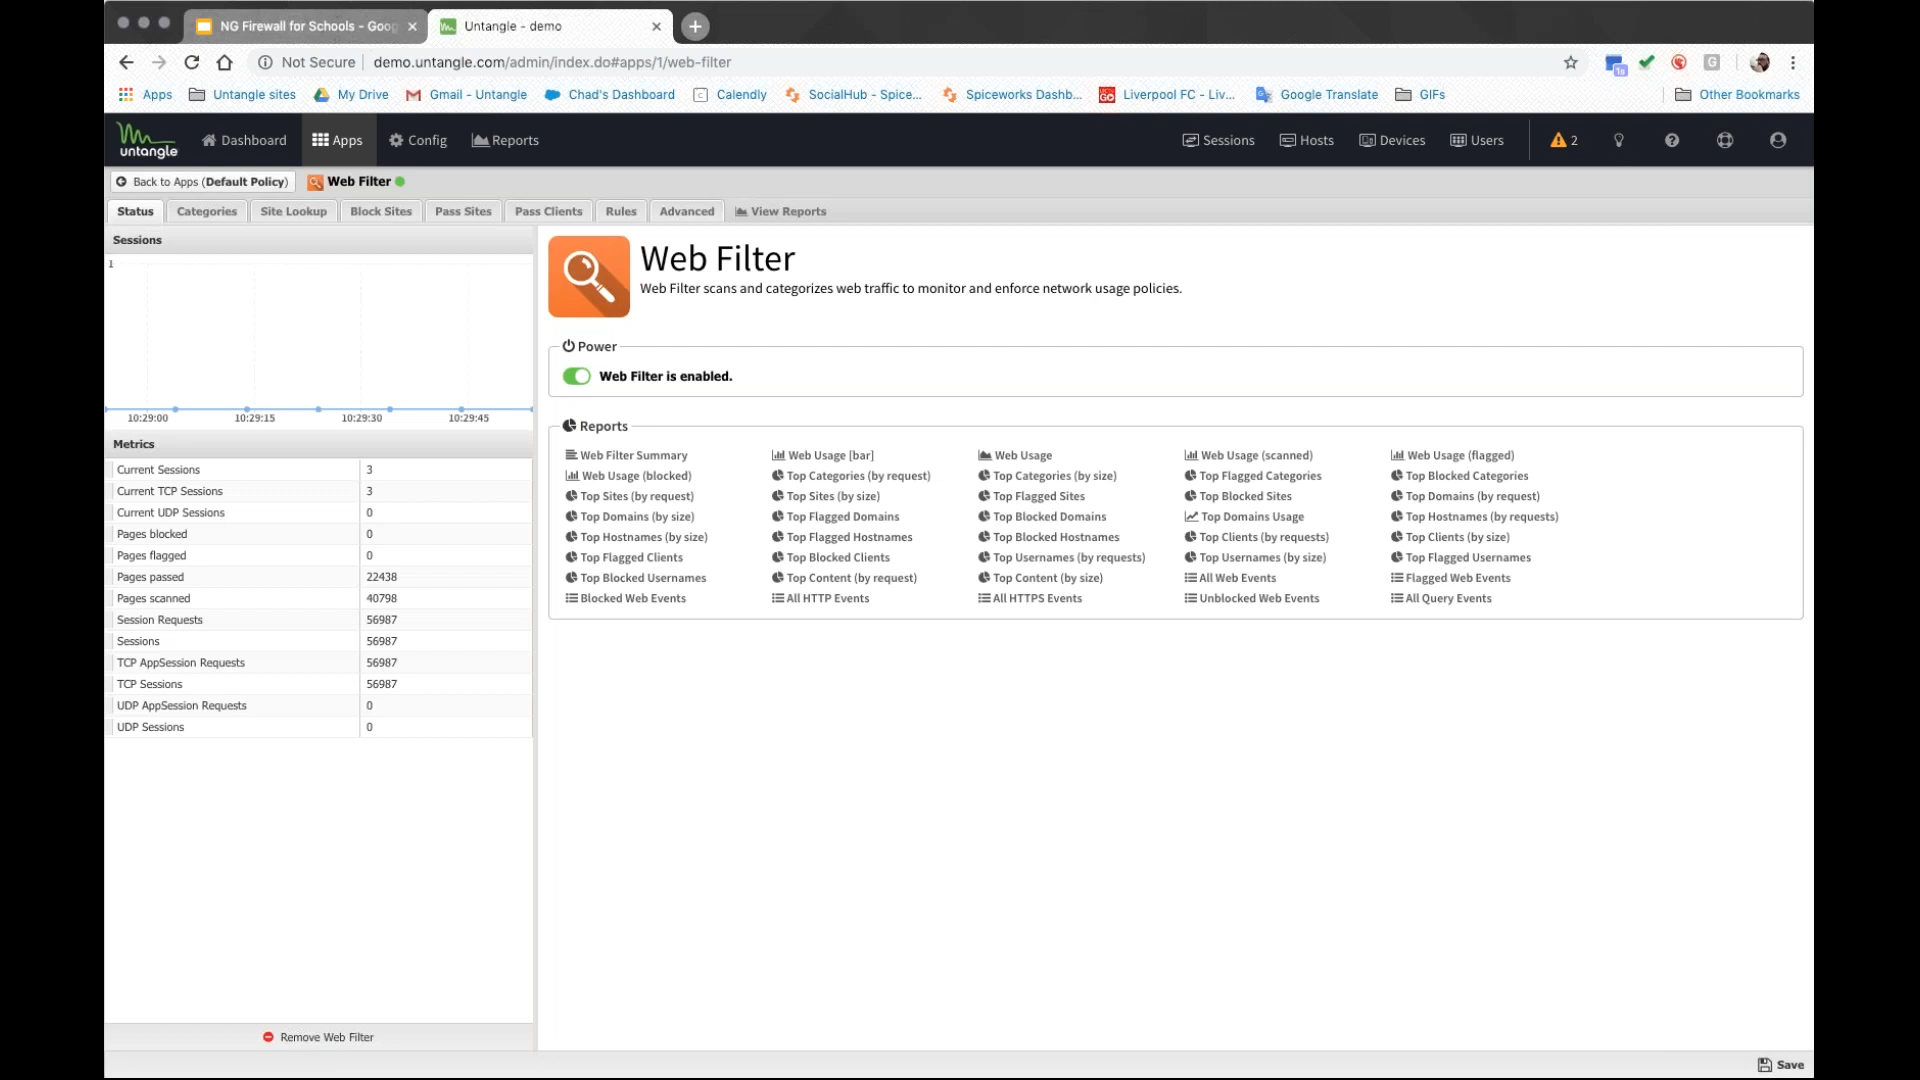 NG Firewall for Schools - Goog
Untangle - demo
Not Secure | demo.untangle.com/admin/index.do#apps/1/web-filter
Apps Untangle sites My Drive Gmail - Untangle Chad's Dashboard Calendly SocialHub - Spice... Spiceworks Dashb... Liverpool FC - Liv... Google Translate GIFs Other Bookmarks
untangle Dashboard Apps Config Reports Sessions Hosts Devices Users 2
Back to Apps (Default Policy) Web Filter
Status Categories Site Lookup Block Sites Pass Sites Pass Clients Rules Advanced View Reports
Sessions
1
10:29:00 10:29:15 10:29:30 10:29:45
Metrics
Current Sessions 3
Current TCP Sessions 3
Current UDP Sessions 0
Pages blocked 0
Pages flagged 0
Pages passed 22438
Pages scanned 40798
Session Requests 56987
Sessions 56987
TCP AppSession Requests 56987
TCP Sessions 56987
UDP AppSession Requests 0
UDP Sessions 0
Remove Web Filter
Web Filter
Web Filter scans and categorizes web traffic to monitor and enforce network usage policies.
Power
Web Filter is enabled.
Reports
Web Filter Summary Web Usage [bar] Web Usage Web Usage (scanned) Web Usage (flagged)
Web Usage (blocked) Top Categories (by request) Top Categories (by size) Top Flagged Categories Top Blocked Categories
Top Sites (by request) Top Sites (by size) Top Flagged Sites Top Blocked Sites Top Domains (by request)
Top Domains (by size) Top Flagged Domains Top Blocked Domains Top Domains Usage Top Hostnames (by requests)
Top Hostnames (by size) Top Flagged Hostnames Top Blocked Hostnames Top Clients (by requests) Top Clients (by size)
Top Flagged Clients Top Blocked Clients Top Usernames (by requests) Top Usernames (by size) Top Flagged Usernames
Top Blocked Usernames Top Content (by request) Top Content (by size) All Web Events Flagged Web Events
Blocked Web Events All HTTP Events All HTTPS Events Unblocked Web Events All Query Events
Save